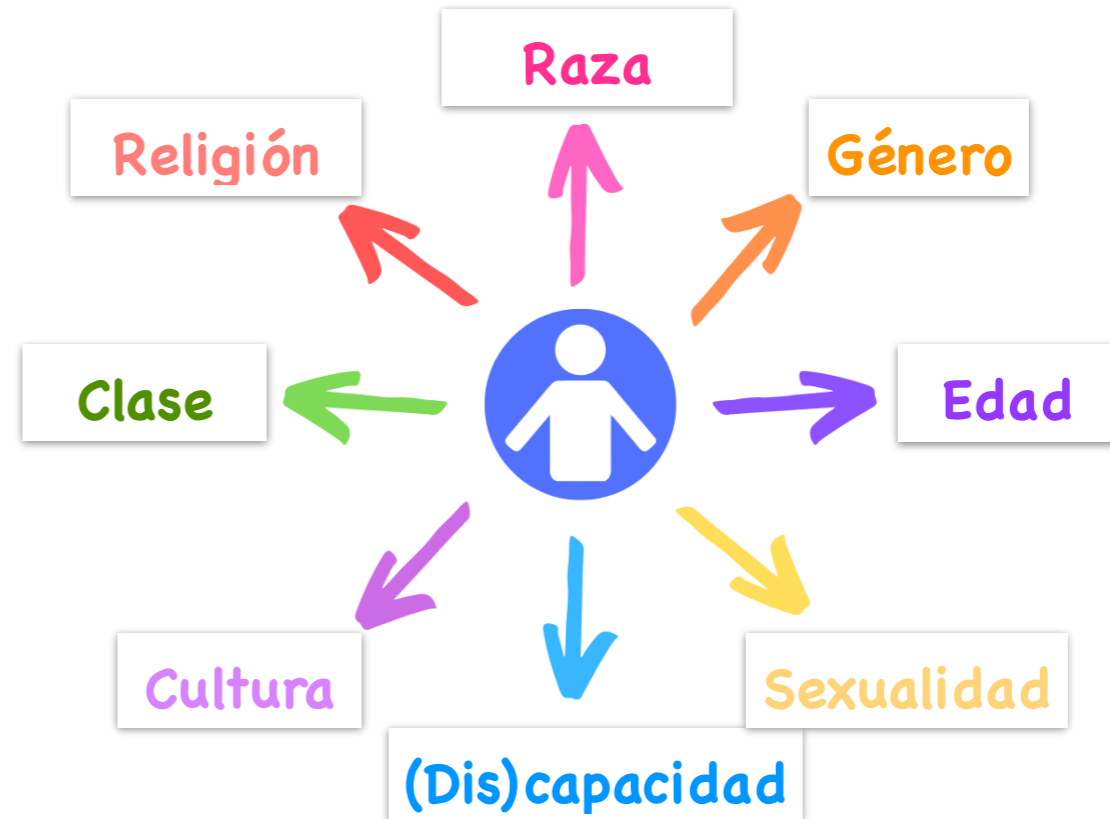 Raza
Religión
Género
Clase
Edad
Cultura
Sexualidad
(Dis)capacidad